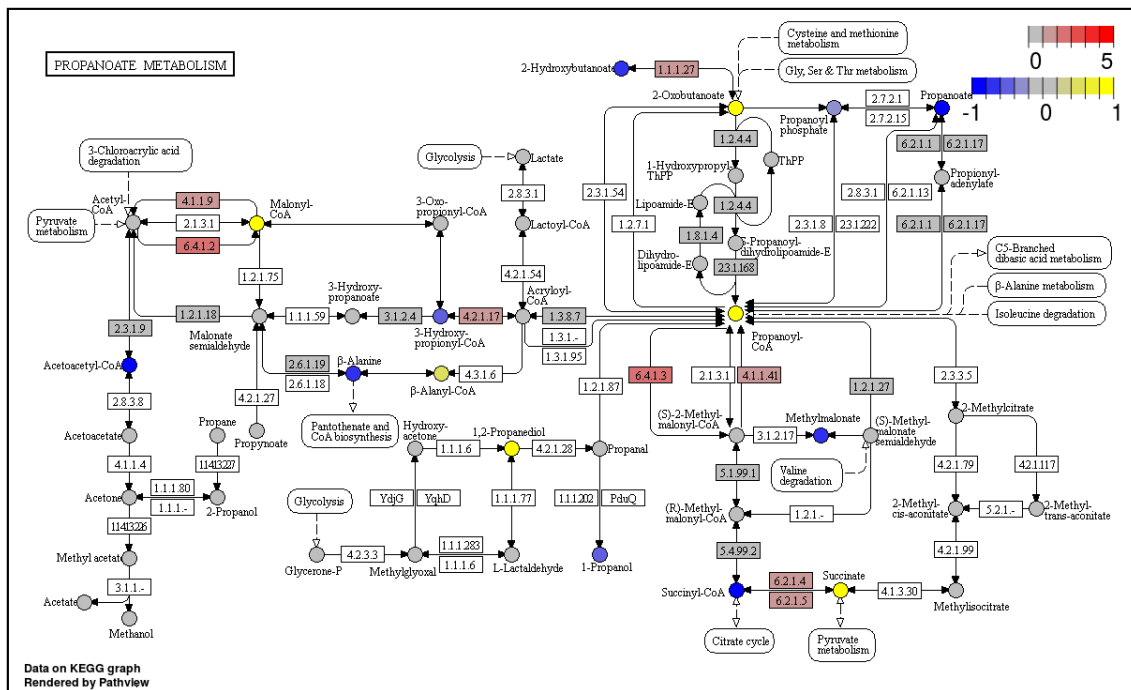 PROPANOATE METABOLISM
Cysteine and methionine
metabolism
Gly, Ser & Thr metabolism
0
5
-1
0
1
2-Hydroxybutanoate
1.1.1.27
2-Oxobutanoate
Propanoyl
phosphate
2.7.2.1
2.7.2.15
Propanoate
1.2.4.4
6.2.1.1
6.2.1.17
3-Chloroacrylic acid
degradation
Glycolysis
Lactate
1-Hydroxypropyl-
ThPP
ThPP
Propionyl-
adenylate
2.3.1.54
2.8.3.1
6.2.1.13
Acetyl-
CoA
4.1.1.9
2.1.3.1
6.4.1.2
Malonyl-
CoA
3-Oxo-
propionyl-CoA
2.8.3.1
Lactoyl-CoA
Lipoamide-E
1.2.4.4
1.2.7.1
2.3.1.8
2.3.1.222
6.2.1.1
6.2.1.17
Pyruvate
metabolism
1.8.1.4
S-Propanoyl-
dihydrolipoamide-E
Dihydro-
lipoamide-E
2.3.1.168
C5-Branched
dibasic acid metabolism
1.2.1.75
4.2.1.54
β-Alanine metabolism
3-Hydroxy-
propanoate
Acryloyl-
CoA
Isoleucine degradation
1.2.1.18
Malonate
semialdehyde
1.1.1.59
3.1.2.4
3-Hydroxy-
propionyl-CoA
4.2.1.17
1.3.8.7
1.3.1.-
1.3.1.95
Propanoyl-
CoA
2.3.1.9
Acetoacetyl-CoA
2.6.1.19
2.6.1.18
β-Alanine
β-Alanyl-CoA
4.3.1.6
1.2.1.87
6.4.1.3
2.1.3.1
4.1.1.41
1.2.1.27
2.3.3.5
2.8.3.8
4.2.1.27
Pantothenate and
CoA biosynthesis
Propane
Propynoate
Acetoacetate
Hydroxy-
acetone
1.1.1.6
1,2-Propanediol
4.2.1.28
Propanal
(S)-2-Methyl-
malonyl-CoA
3.1.2.17
Methylmalonate
(S)-Methyl-
malonate
semialdehyde
2-Methylcitrate
4.1.1.4
1.14.13.227
5.1.99.1
Valine
degradation
4.2.1.79
4.2.1.117
Acetone
1.1.1.80
1.1.1.-
2-Propanol
Glycolysis
YdjG
YqhD
1.1.1.77
1.1.1.202
PduQ
(R)-Methyl-
malonyl-CoA
1.2.1.-
2-Methyl-
cis-aconitate
5.2.1.-
2-Methyl-
trans-aconitate
1.14.13.226
Methyl acetate
Glycerone-P
4.2.3.3
Methylglyoxal
1.1.1.283
1.1.1.6
L-Lactaldehyde
1-Propanol
5.4.99.2
4.2.1.99
3.1.1.-
Acetate
Methanol
Succinyl-CoA
6.2.1.4
6.2.1.5
Succinate
4.1.3.30
Methylisocitrate
Citrate cycle
Pyruvate
metabolism
Data on KEGG graph
Rendered by Pathview